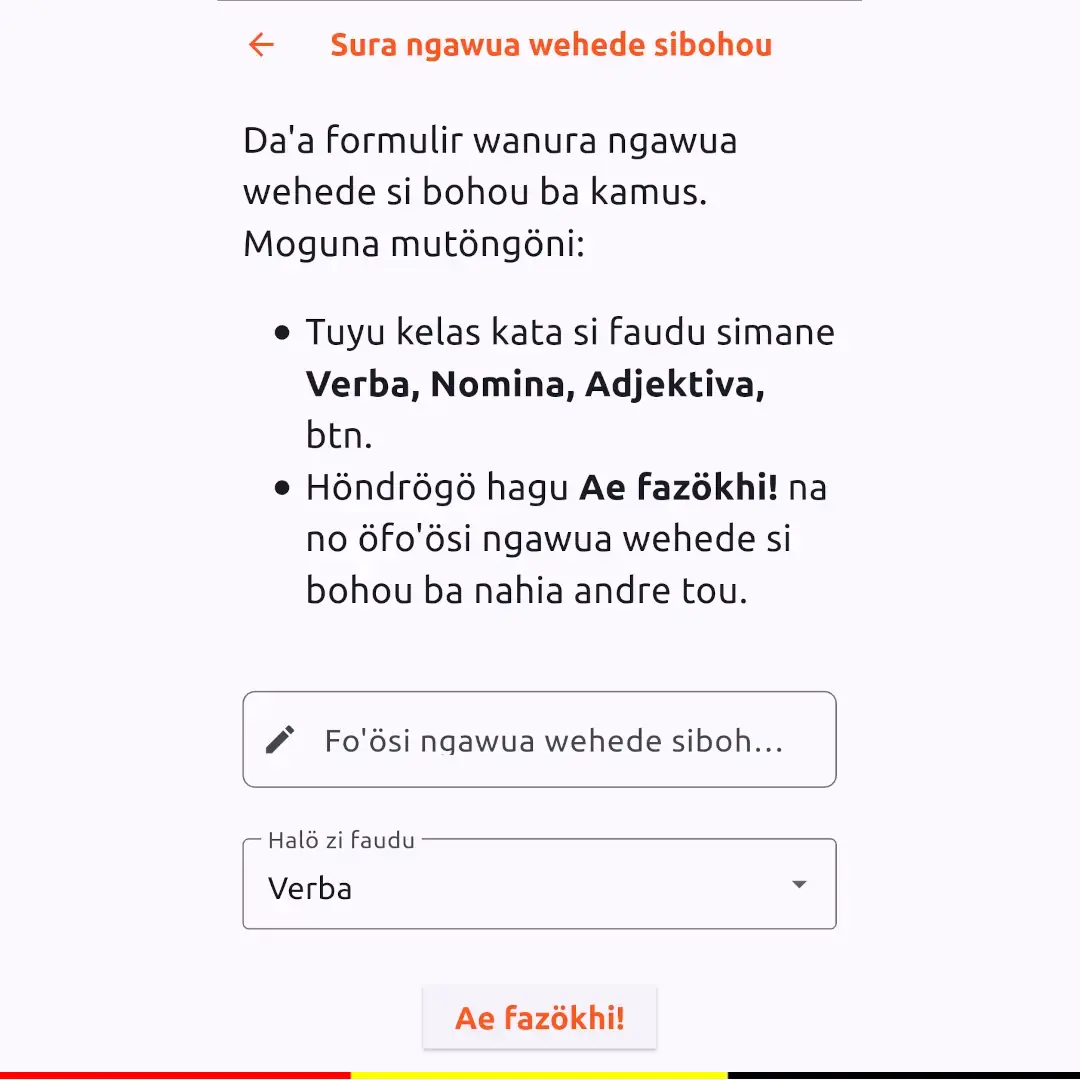 Sura ngawua wehede sibohou
Da'a formulir wanura ngawua
wehede si bohou ba kamus.
Moguna mutöngöni:
Tuyu kelas kata si faudu simane
Verba, Nomina, Adjektiva,
btn.
Höndrögö hagu Ae fazökhi! na
no öfo'ösi ngawua wehede si
bohou ba nahia andre tou.
Fo'ösi ngawua wehede siboh...
Halö zi faudu
Verba
Ae fazökhi!